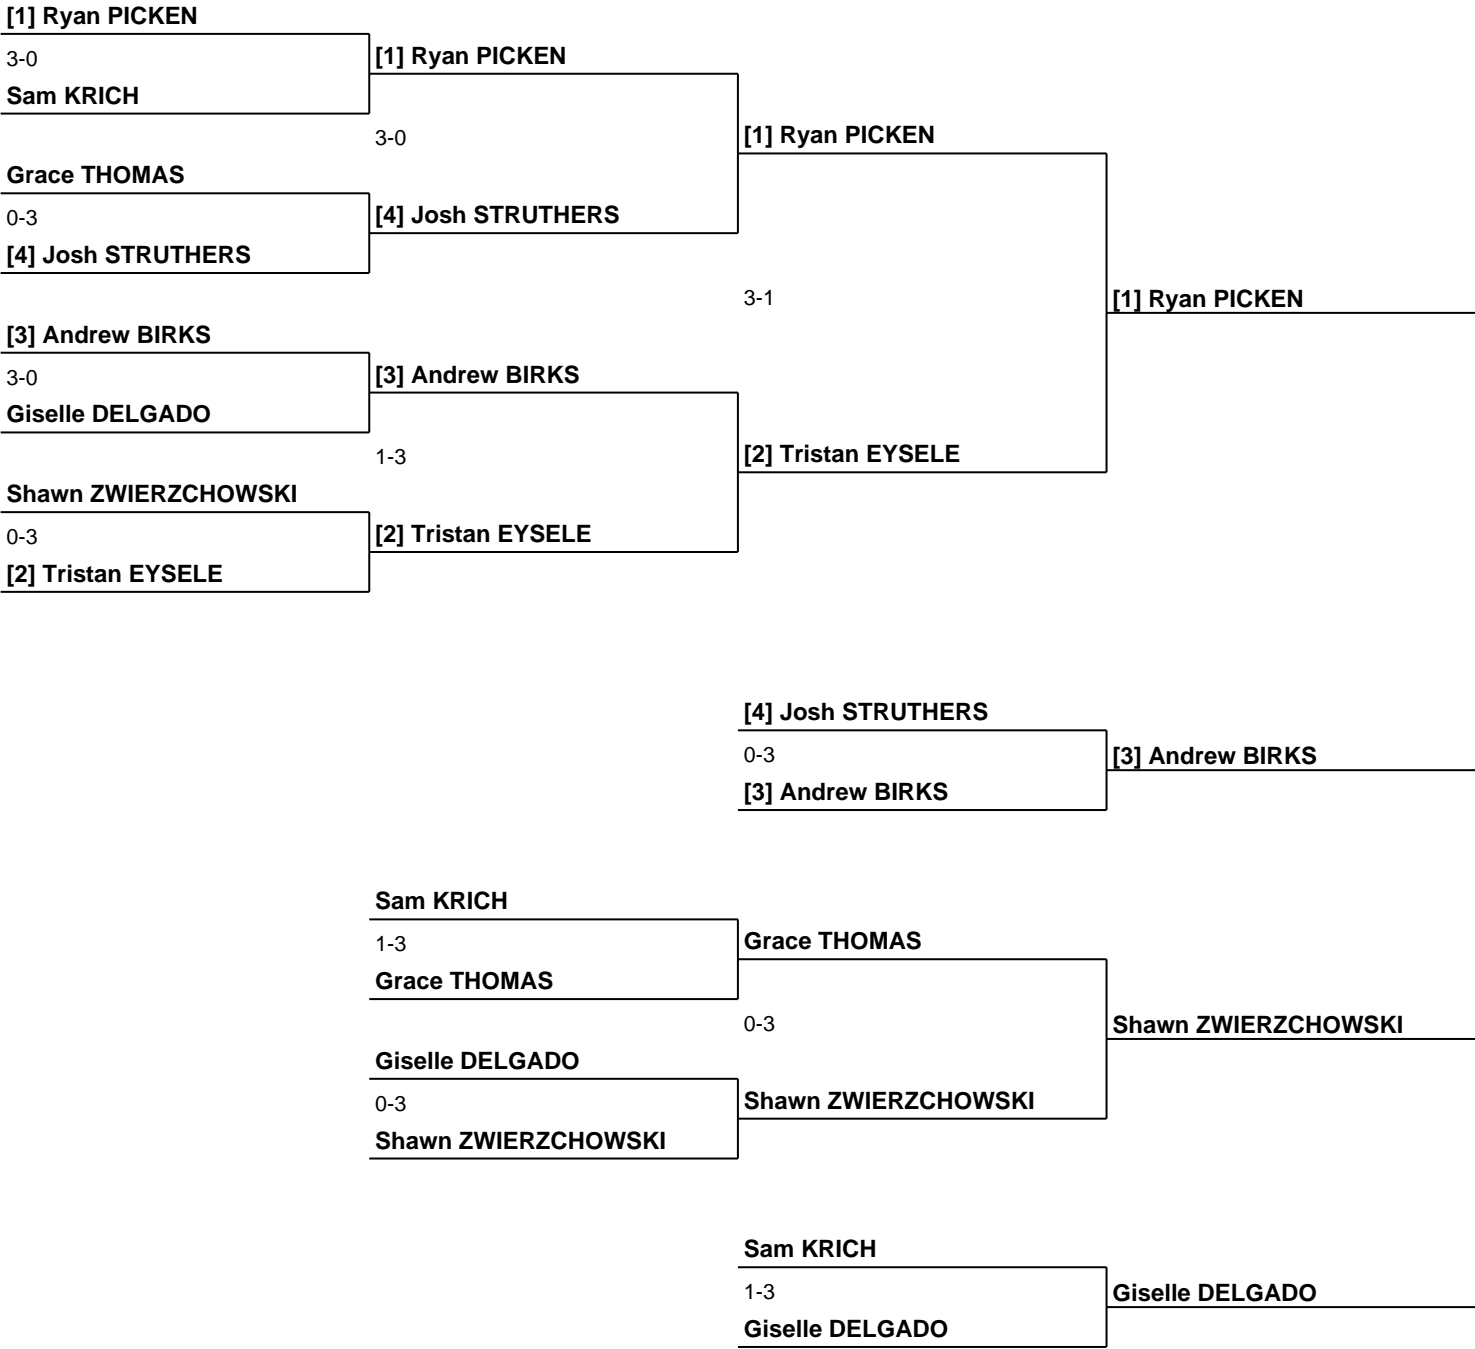 [1] Ryan PICKEN
3-0
[1] Ryan PICKEN
Sam KRICH
3-0
[1] Ryan PICKEN
Grace THOMAS
0-3
[4] Josh STRUTHERS
[4] Josh STRUTHERS
3-1
[1] Ryan PICKEN
[3] Andrew BIRKS
3-0
[3] Andrew BIRKS
Giselle DELGADO
1-3
[2] Tristan EYSELE
Shawn ZWIERZCHOWSKI
0-3
[2] Tristan EYSELE
[2] Tristan EYSELE
[4] Josh STRUTHERS
0-3
[3] Andrew BIRKS
[3] Andrew BIRKS
Sam KRICH
1-3
Grace THOMAS
Grace THOMAS
0-3
Shawn ZWIERZCHOWSKI
Giselle DELGADO
0-3
Shawn ZWIERZCHOWSKI
Shawn ZWIERZCHOWSKI
Sam KRICH
1-3
Giselle DELGADO
Giselle DELGADO